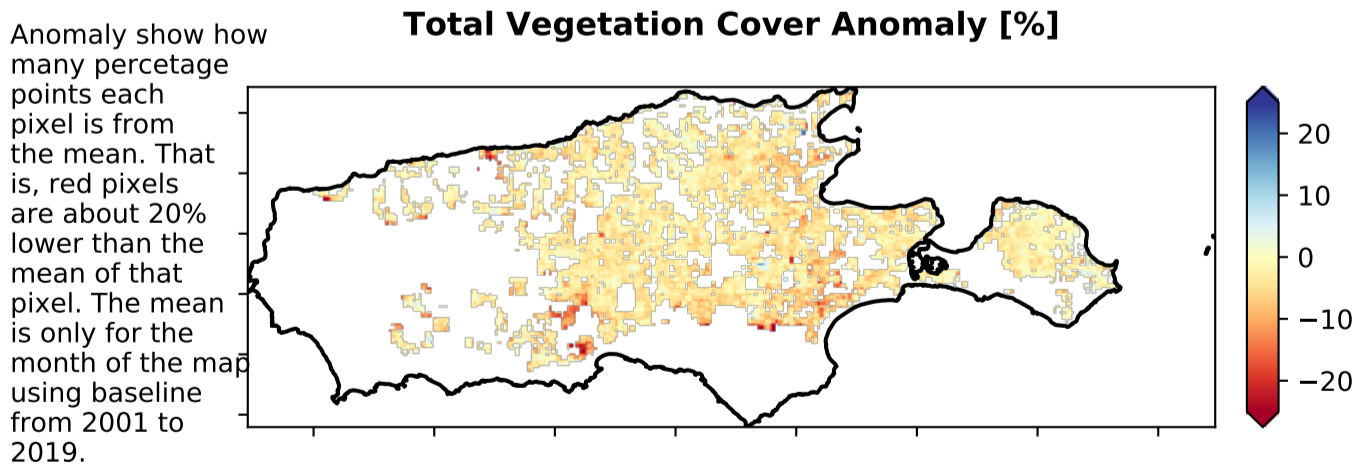 Total Vegetation Cover Anomaly [%]
Anomaly show how
many percetage
points each
pixel is from
the mean. That
is, red pixels
are about 20%
lower than the
mean of that
pixel. The mean
is only for the
month of the map
using baseline
from 2001 to
2019.
20
10
0
−10
−20